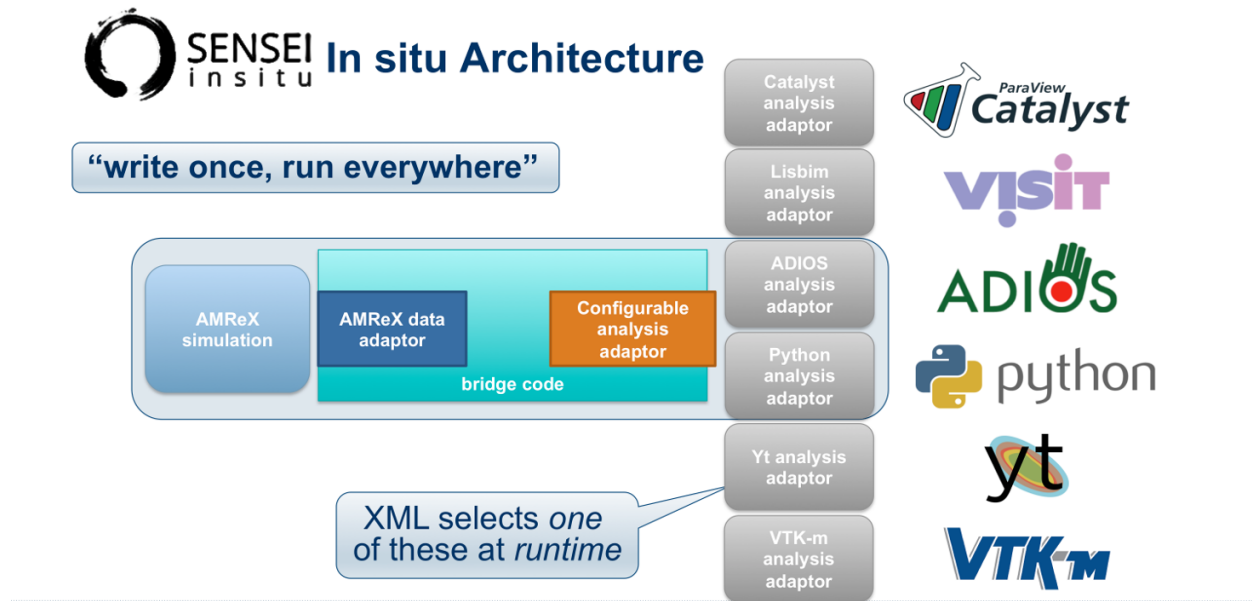 SENSEI
insitu
In situ Architecture
“write once, run everywhere”
Catalyst
analysis
adaptor
ParaView
Catalyst
Lisbim
analysis
adaptor
VISIT
AMReX
simulation
AMReX data
adaptor
Configurable
analysis
adaptor
bridge code
ADIOS
analysis
adaptor
ADIOS
Python
analysis
adaptor
python
Yt analysis
adaptor
yt
XML selects one
of these at runtime
VTK-m
analysis
adaptor
VTK-m